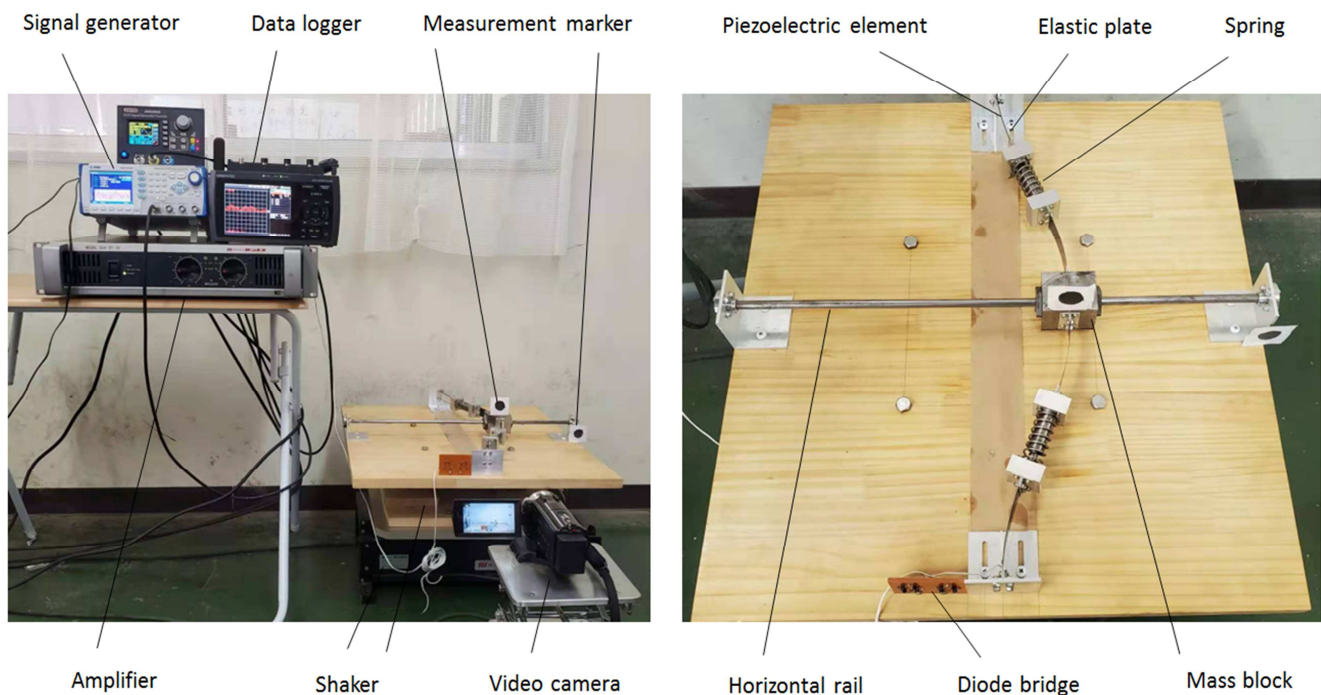 Signal generator
Data logger
Measurement marker
Piezoelectric element
Elastic plate
Spring
Amplifier
Shaker
Video camera
Horizontal rail
Diode bridge
Mass block